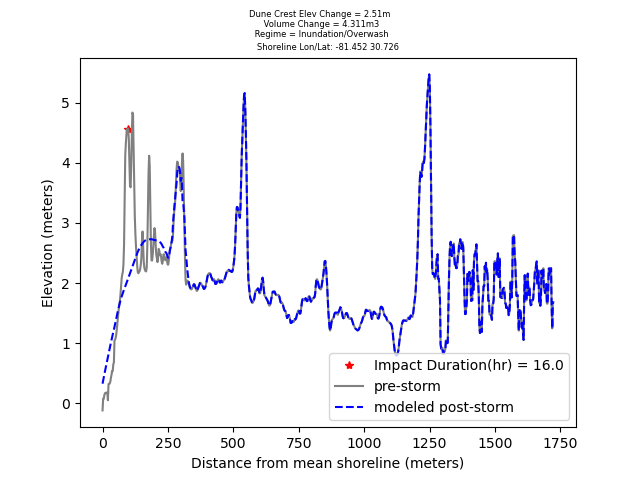 Dune Crest Elev Change = 2.51m
Volume Change = 4.311m3
Regime = Inundation/Overwash
Shoreline Lon/Lat: -81.452 30.726
5
4
3
2
1
0
Elevation (meters)
Impact Duration(hr) = 16.0
pre-storm
modeled post-storm
0 250 500 750 1000 1250 1500 1750
Distance from mean shoreline (meters)